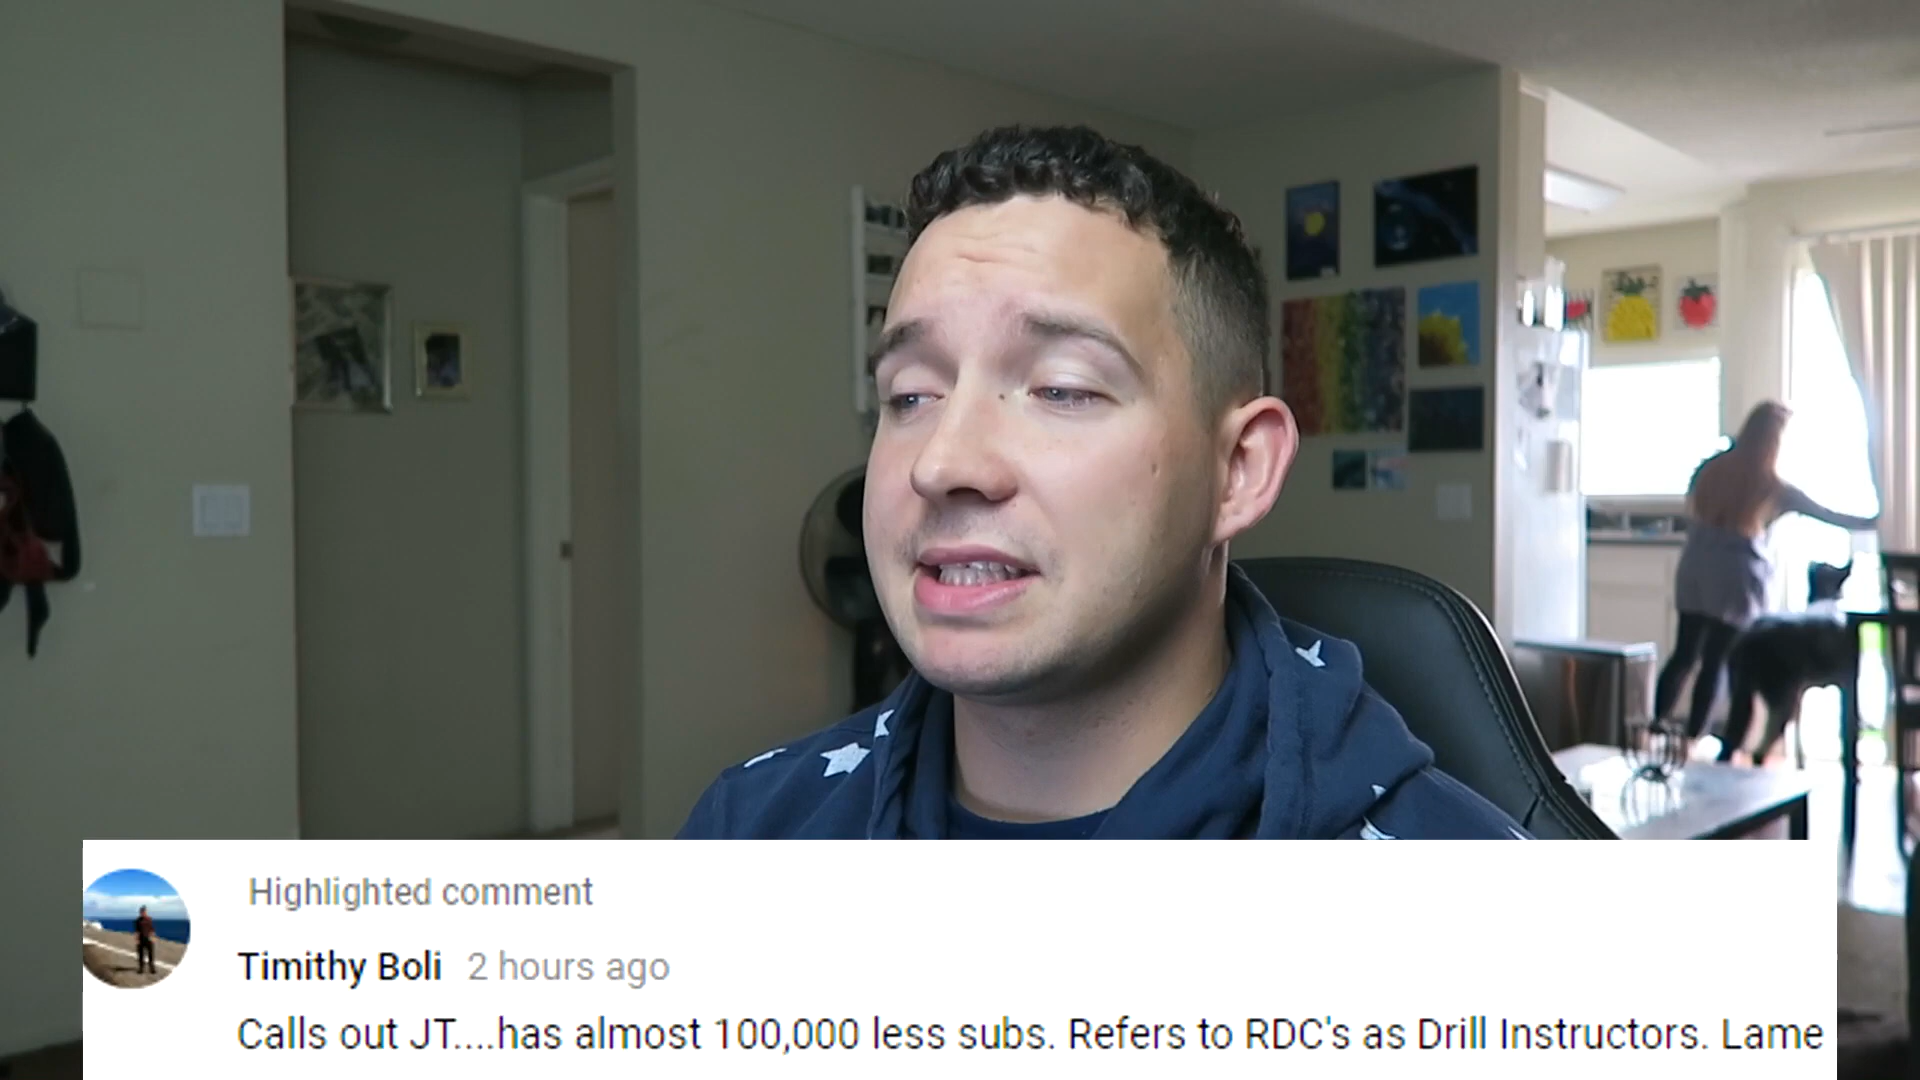 Highlighted comment
Timithy Boli 2 hours ago
Calls out JT....has almost 100,000 less subs. Refers to RDC's as Drill Instructors. Lame